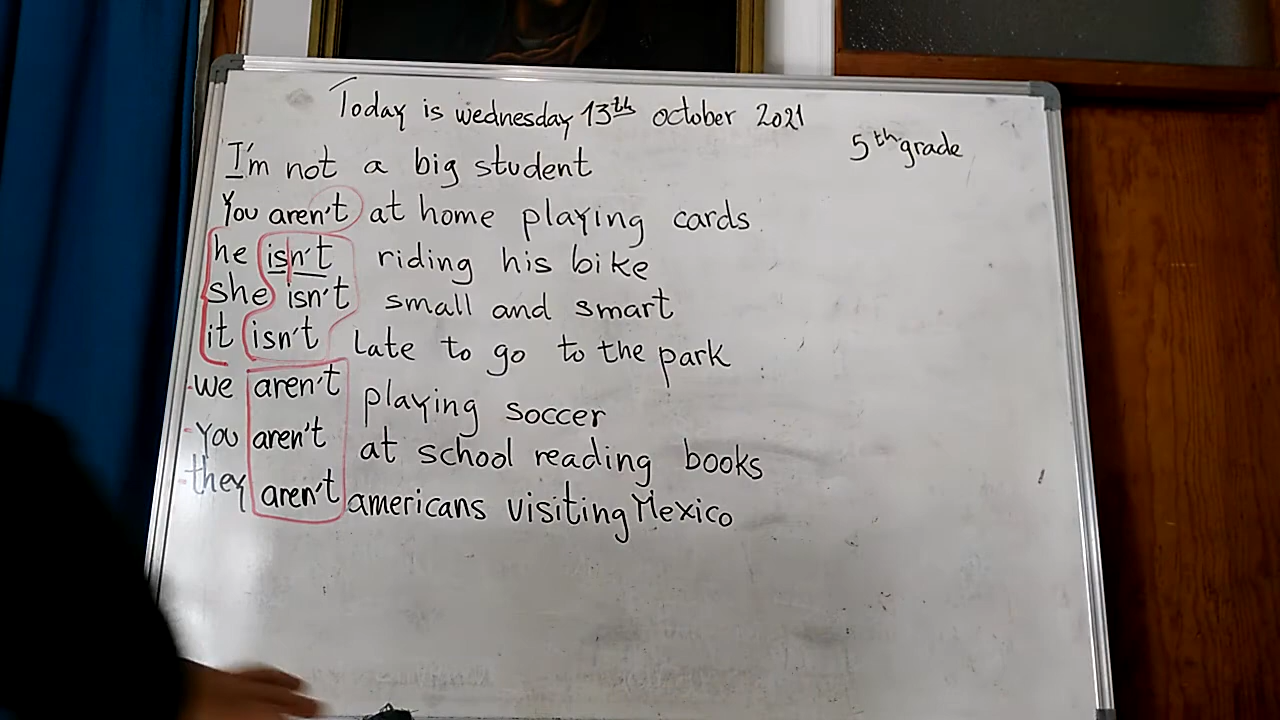 Today is wednesday 13th october 2021
5th grade
I'm not a big student
You aren't at home playing cards
he isn't riding his bike
she isn't small and smart
it isn't Late to go to the park
we aren't playing soccer
You aren't at school reading books
they aren't americans visiting Mexico